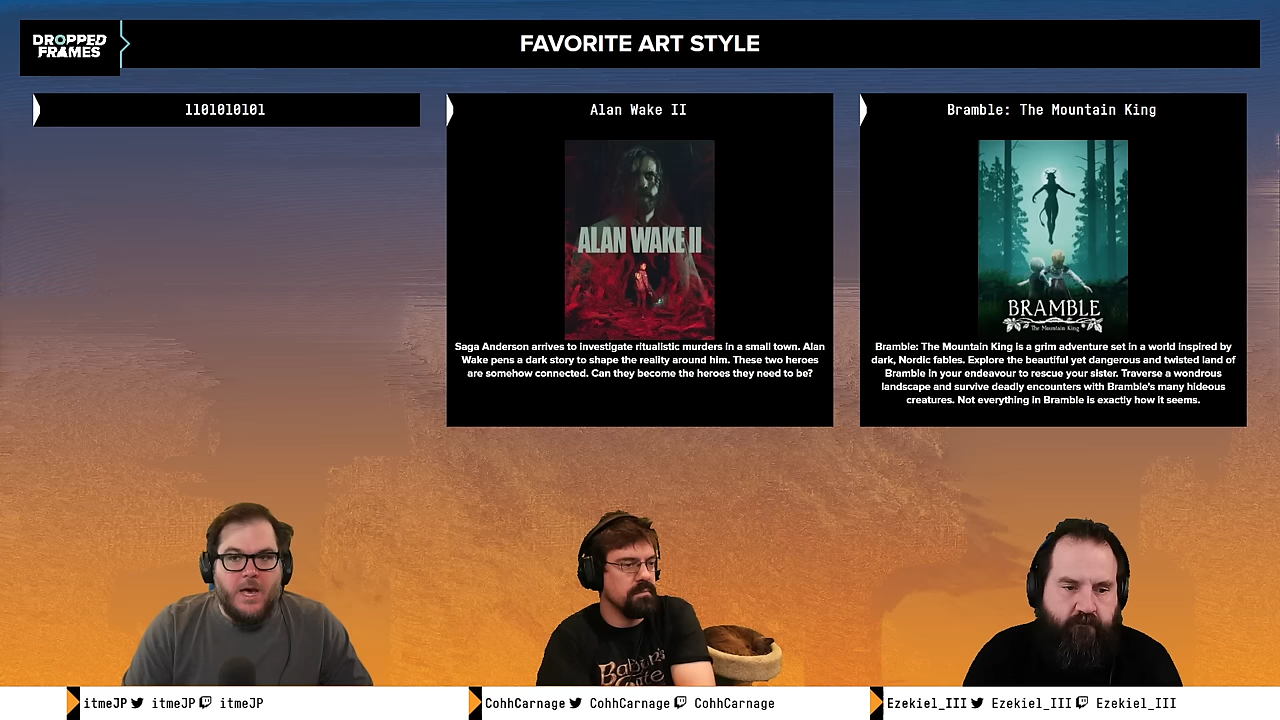 DROPPED
FRAMES
FAVORITE ART STYLE
1101010101
Alan Wake II
ALAN WAKE II
Saga Anderson arrives to investigate ritualistic murders in a small town. Alan
Wake pens a dark story to shape the reality around him. These two heroes
are somehow connected. Can they become the heroes they need to be?
Bramble: The Mountain King
BRAMBLE
The Mountain King
Bramble: The Mountain King is a grim adventure set in a world inspired by
dark, Nordic fables. Explore the beautiful yet dangerous and twisted land of
Bramble in your endeavour to rescue your sister. Traverse a wondrous
landscape and survive deadly encounters with Bramble's many hideous
creatures. Not everything in Bramble is exactly how it seems.
itmeJP itmeJP itmeJP
CohhCarnage CohhCarnage CohhCarnage
Ezekiel_III Ezekiel_III Ezekiel_III